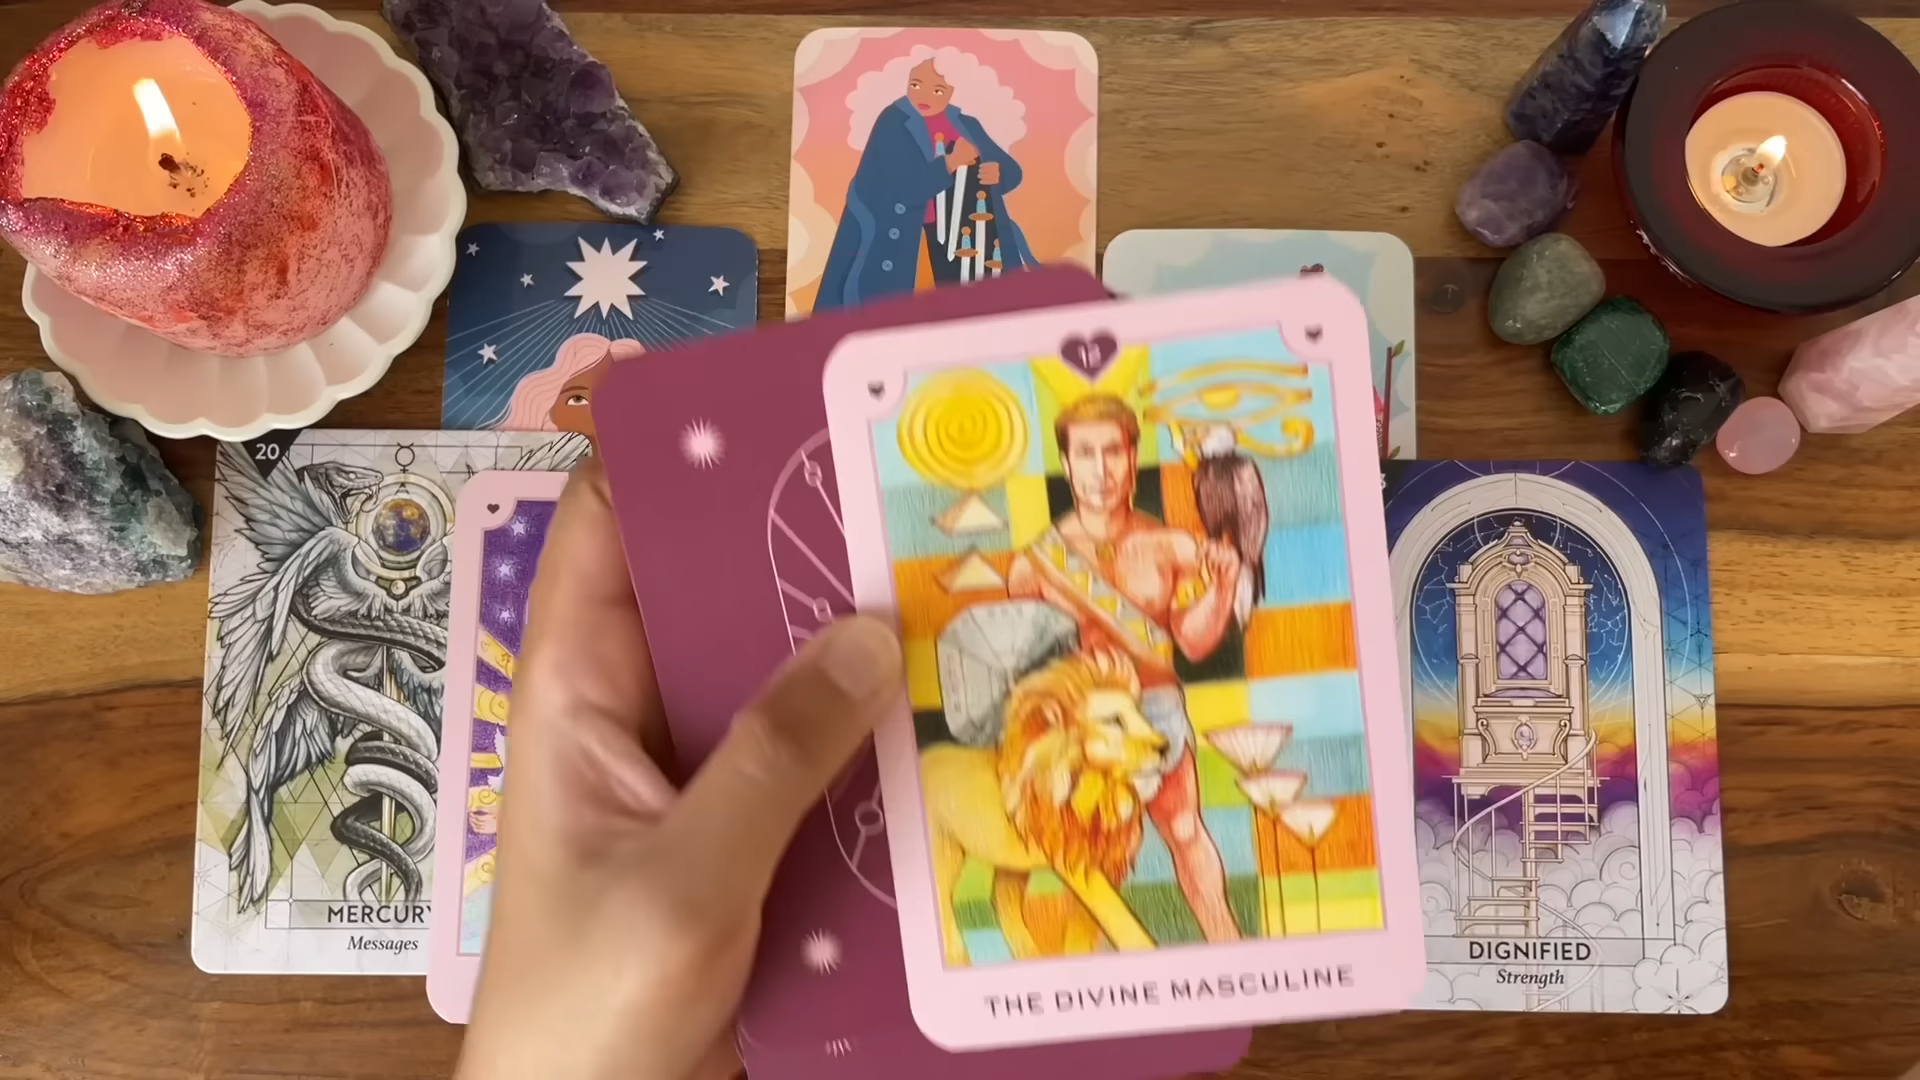 20
MERCURY
Messages
THE DIVINE MASCULINE
DIGNIFIED
Strength